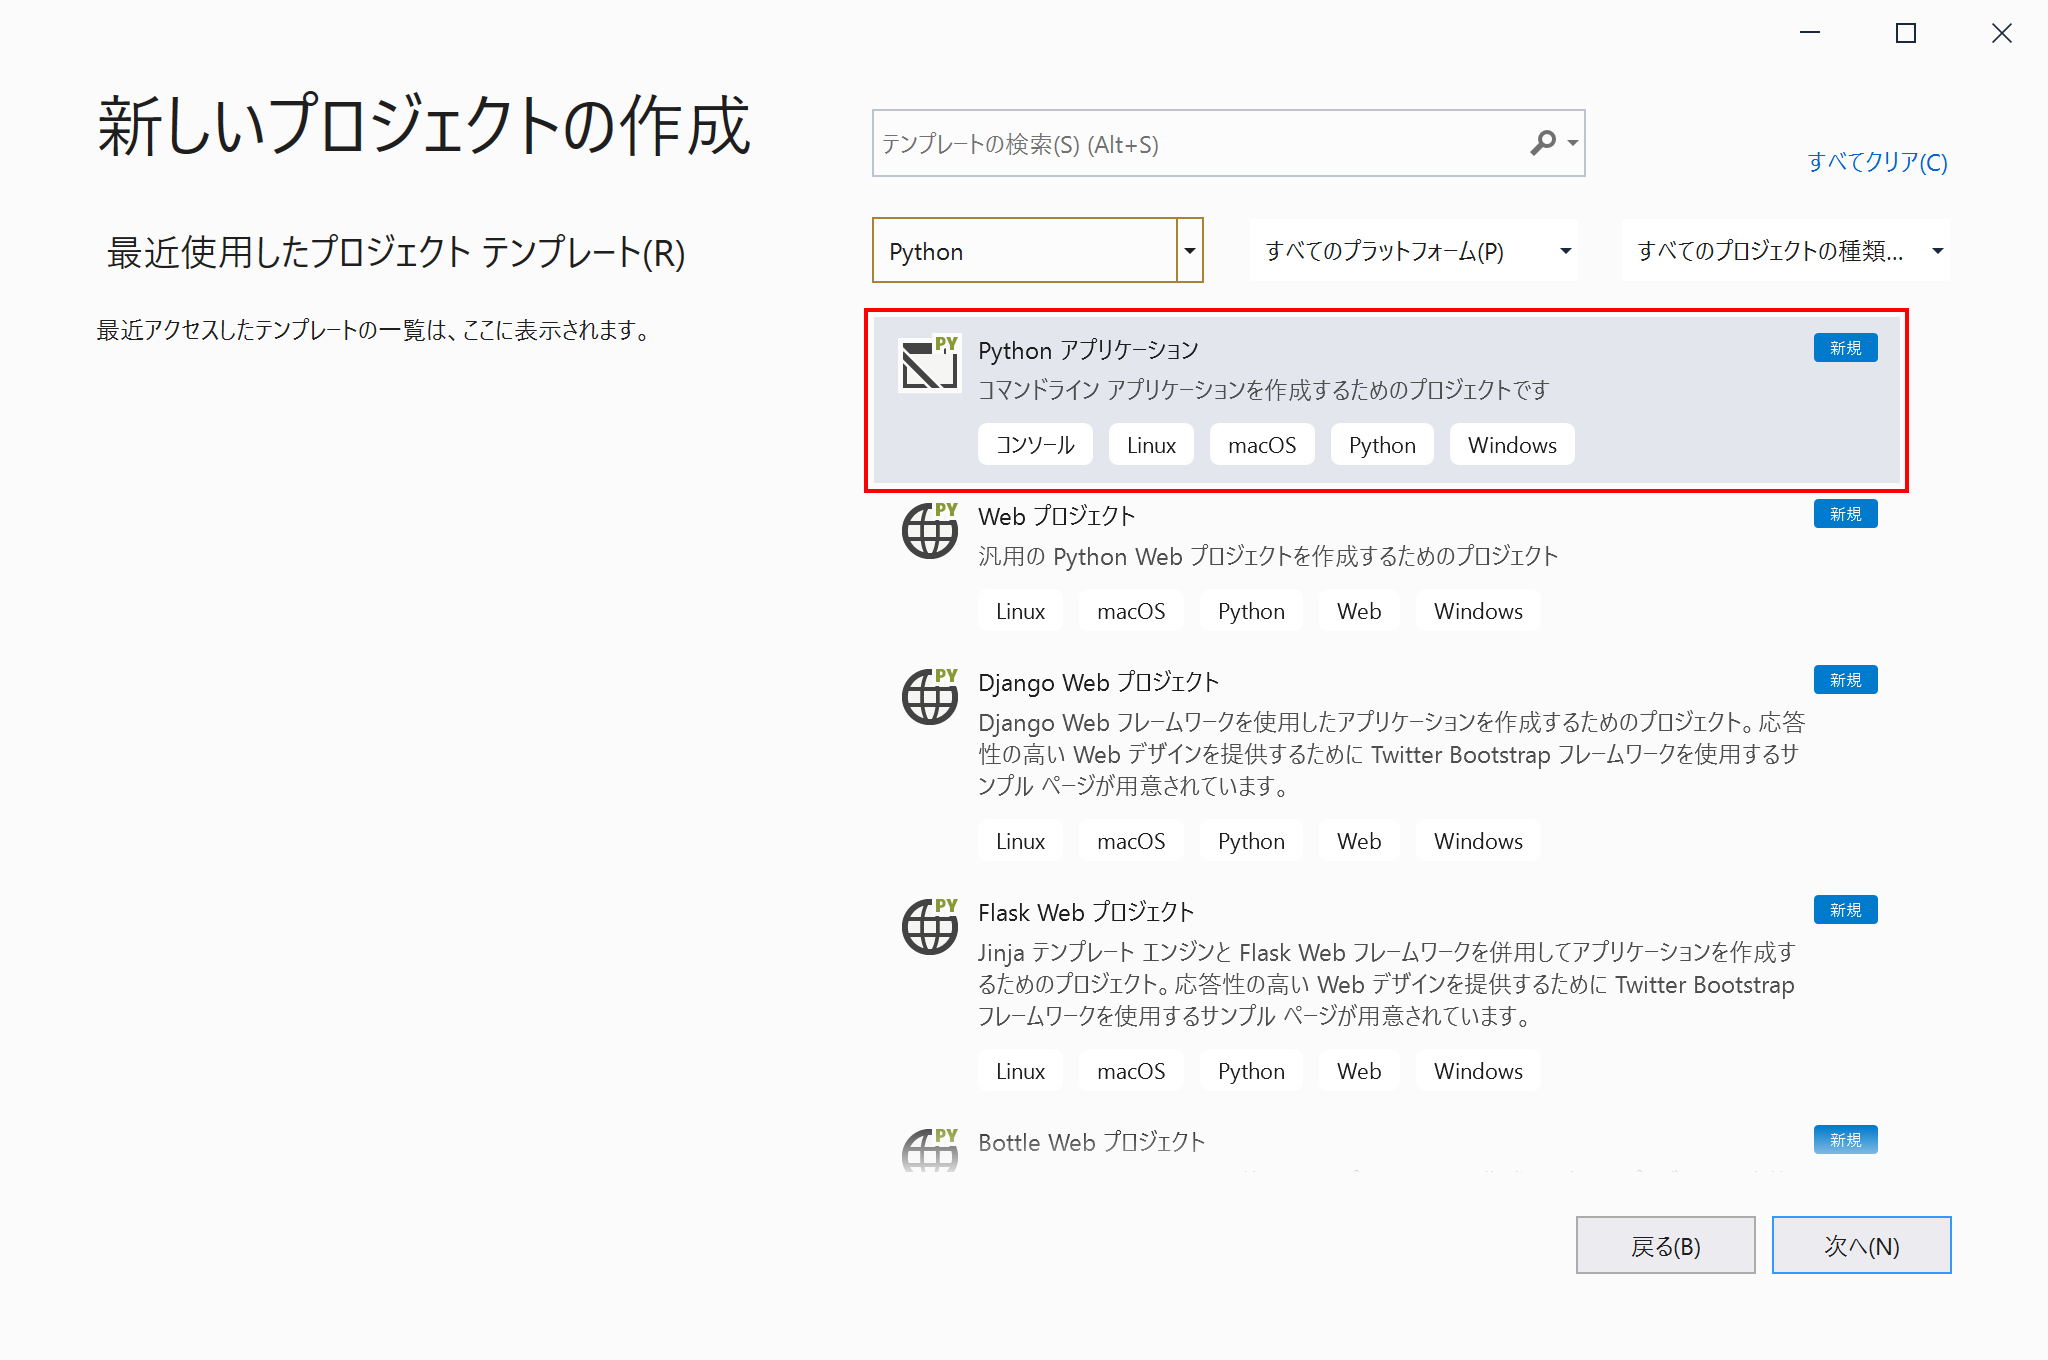 新しいプロジェクトの作成
最近使用したプロジェクト テンプレート(R)
最近アクセスしたテンプレートの一覧は、ここに表示されます。
テンプレートの検索(S) (Alt+S)
すべてクリア(C)
Python
すべてのプラットフォーム(P)
すべてのプロジェクトの種類...
PY
Python アプリケーション
新規
コマンドライン アプリケーションを作成するためのプロジェクトです
コンソール Linux macOS Python Windows
PY
Web プロジェクト
新規
汎用の Python Web プロジェクトを作成するためのプロジェクト
Linux macOS Python Web Windows
PY
Django Web プロジェクト
新規
Django Web フレームワークを使用したアプリケーションを作成するためのプロジェクト。応答
性の高い Web デザインを提供するために Twitter Bootstrap フレームワークを使用するサ
ンプル ページが用意されています。
Linux macOS Python Web Windows
PY
Flask Web プロジェクト
新規
Jinja テンプレート エンジンと Flask Web フレームワークを併用してアプリケーションを作成す
るためのプロジェクト。応答性の高い Web デザインを提供するために Twitter Bootstrap
フレームワークを使用するサンプル ページが用意されています。
Linux macOS Python Web Windows
PY
Bottle Web プロジェクト
新規
戻る(B)
次へ(N)